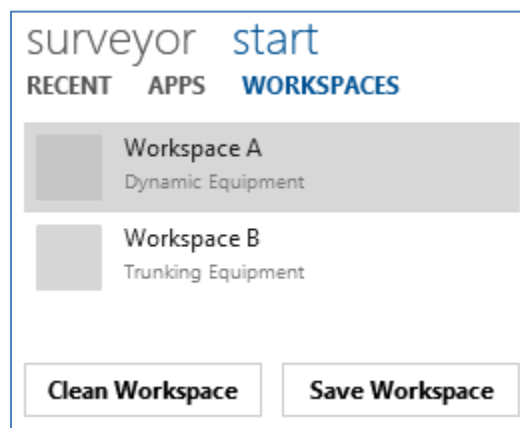 surveyor start
RECENT APPS WORKSPACES
Workspace A
Dynamic Equipment
Workspace B
Trunking Equipment
Clean Workspace Save Workspace